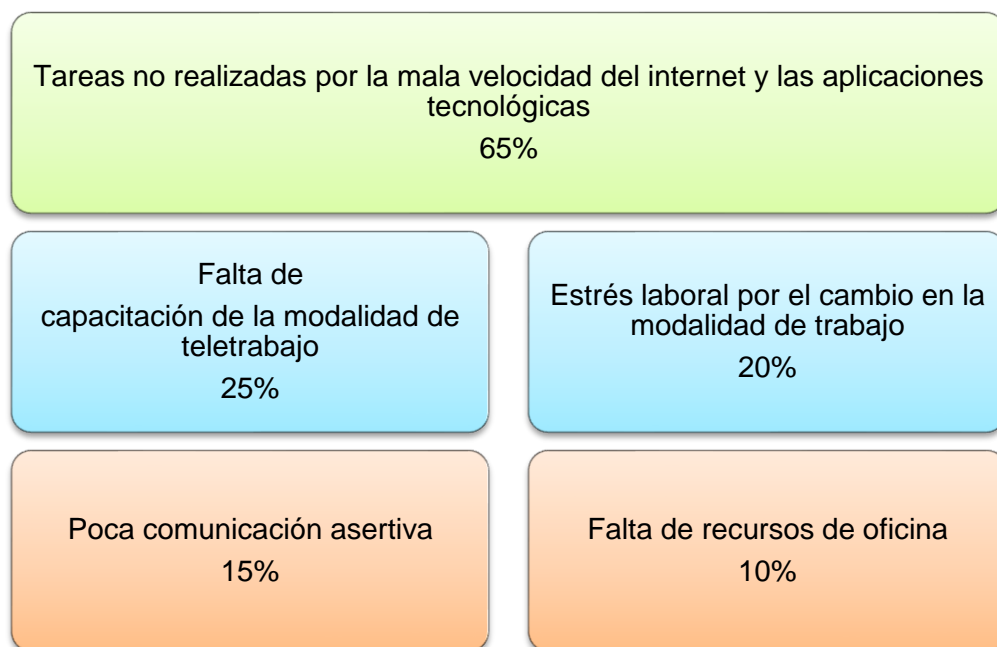 Tareas no realizadas por la mala velocidad del internet y las aplicaciones
tecnológicas
65%
Falta de
capacitación de la modalidad de
teletrabajo
25%
Estrés laboral por el cambio en la
modalidad de trabajo
20%
Poca comunicación asertiva
15%
Falta de recursos de oficina
10%